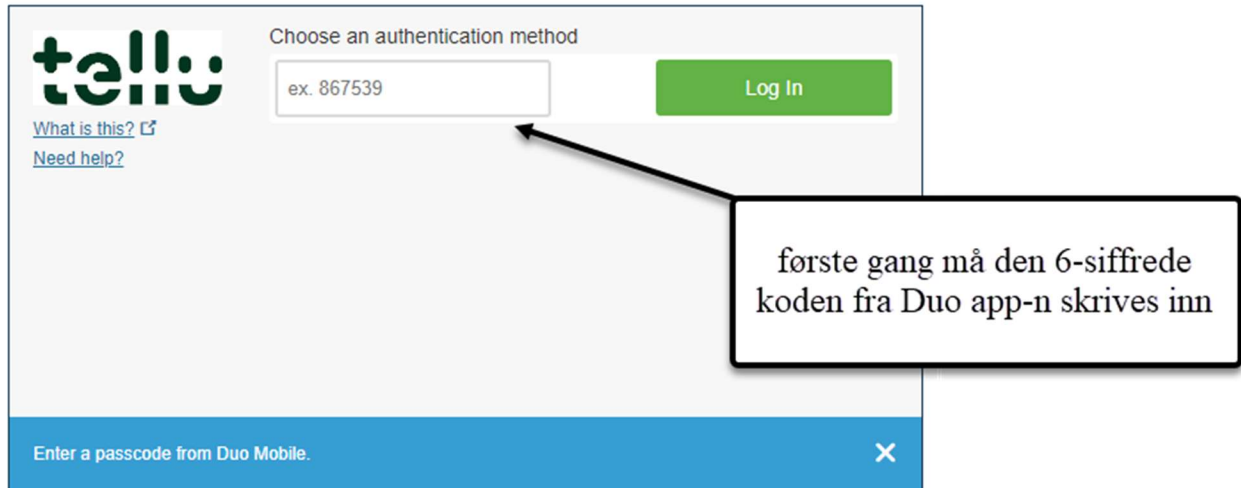 tellu
Choose an authentication method
ex. 867539
Log In
What is this?
Need help?
første gang må den 6-siffrede
koden fra Duo app-n skrives inn
Enter a passcode from Duo Mobile.